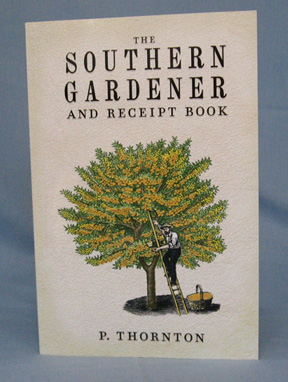 THE
SOUTHERN
GARDENER
AND RECEIPT BOOK
P. THORNTON